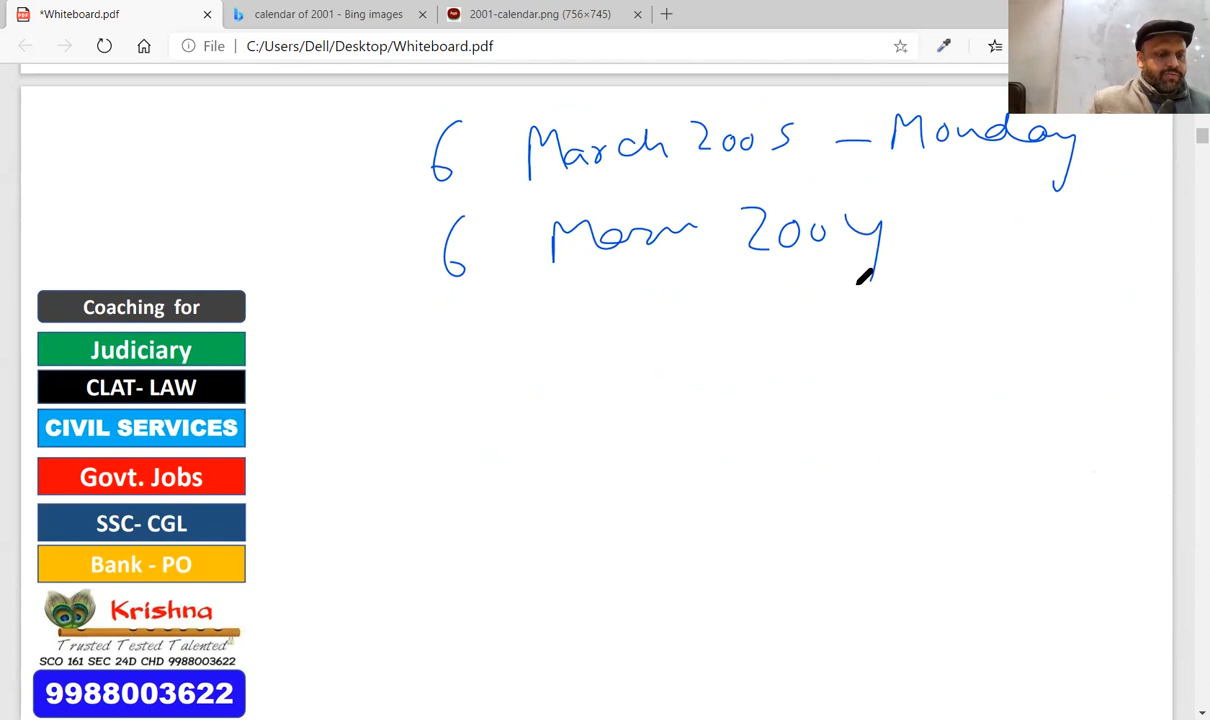 *Whiteboard.pdf
calendar of 2001 - Bing images
2001-calendar.png (756×745)
File
C:/Users/Dell/Desktop/Whiteboard.pdf
6 March 2005 – Monday
6 2004
Coaching for
Judiciary
CLAT- LAW
CIVIL SERVICES
Govt. Jobs
SSC- CGL
Bank - PO
Krishna
Trusted Tested Talented
SCO 161 SEC 24D CHD 9988003622
9988003622